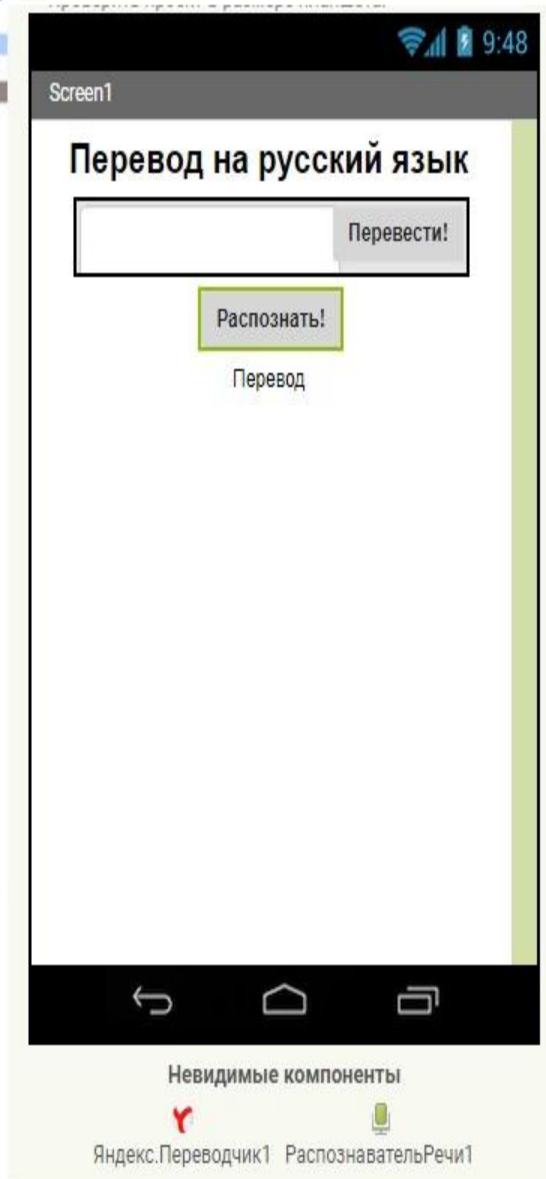 9:48
Screen1
Перевод на русский язык
Перевести!
Распознать!
Перевод
Невидимые компоненты
Яндекс.Переводчик1 РаспознавательРечи1